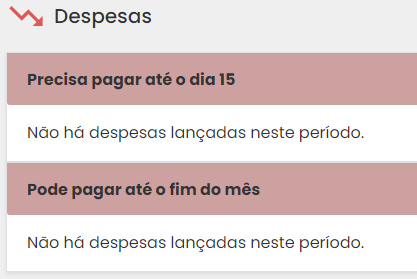 Despesas
Precisa pagar até o dia 15
Não há despesas lançadas neste período.
Pode pagar até o fim do mês
Não há despesas lançadas neste período.